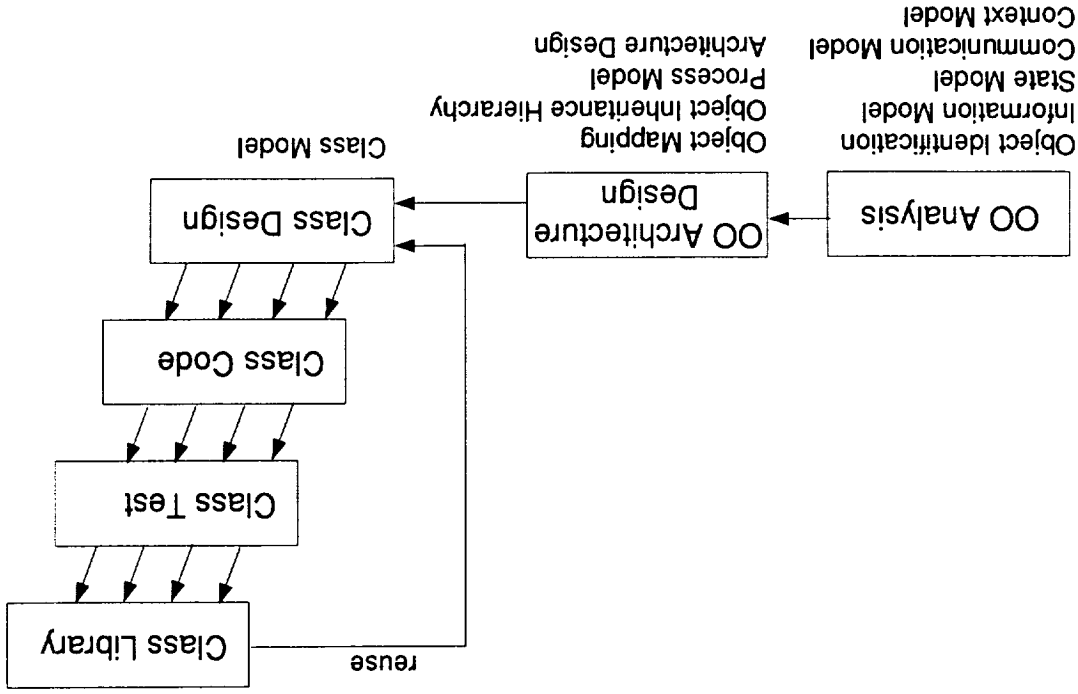 reuse
Class Library
Class Test
Class Code
OO Analysis
OO Architecture
Design
Class Design
Object Identification
Information Model
State Model
Communication Model
Context Model
Object Mapping
Object Inheritance Hierarchy
Process Model
Architecture Design
Class Model